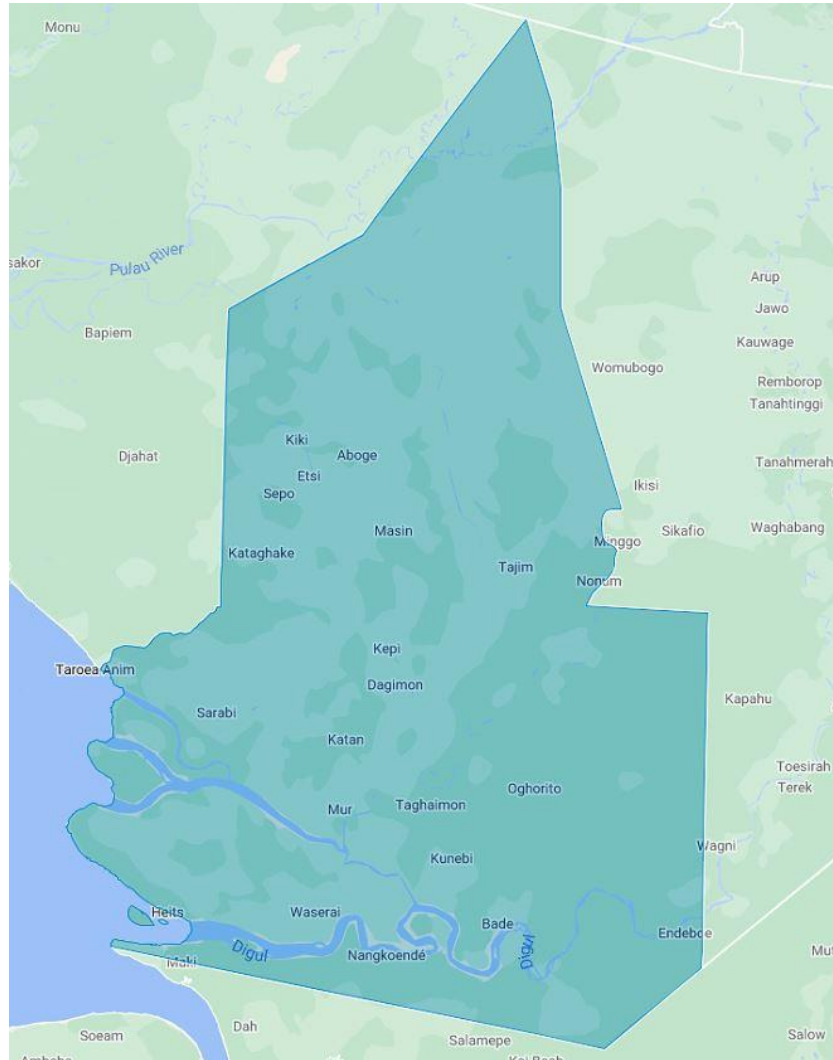 Monu
sakor
Pulau River
Arup
Jawo
Bapiem
Kauwage
Womubogo
Remborop
Tanahtinggi
Kiki
Djahat
Aboge
Tanahmerah
Etsi
Ikisi
Sepo
Masin
Sikafio
Waghabang
Minggo
Kataghake
Tajim
Nonum
Kepi
Taroea Anim
Dagimon
Kapahu
Sarabi
Katan
Toesirah
Terek
Oghorito
Mur
Taghaimon
Wagni
Kunebi
Heits
Waserai
Bade
Endeboe
Digul
Digul
Nangkoendé
Maki
Mut
Dah
Soeam
Salamepe
Salow